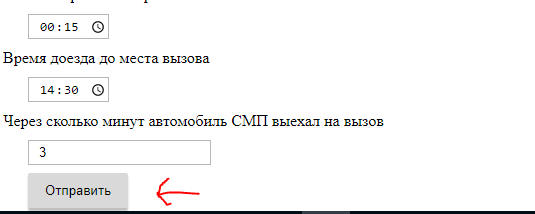 00:15
Время доезда до места вызова
14:30
Через сколько минут автомобиль СМП выехал на вызов
3
Отправить